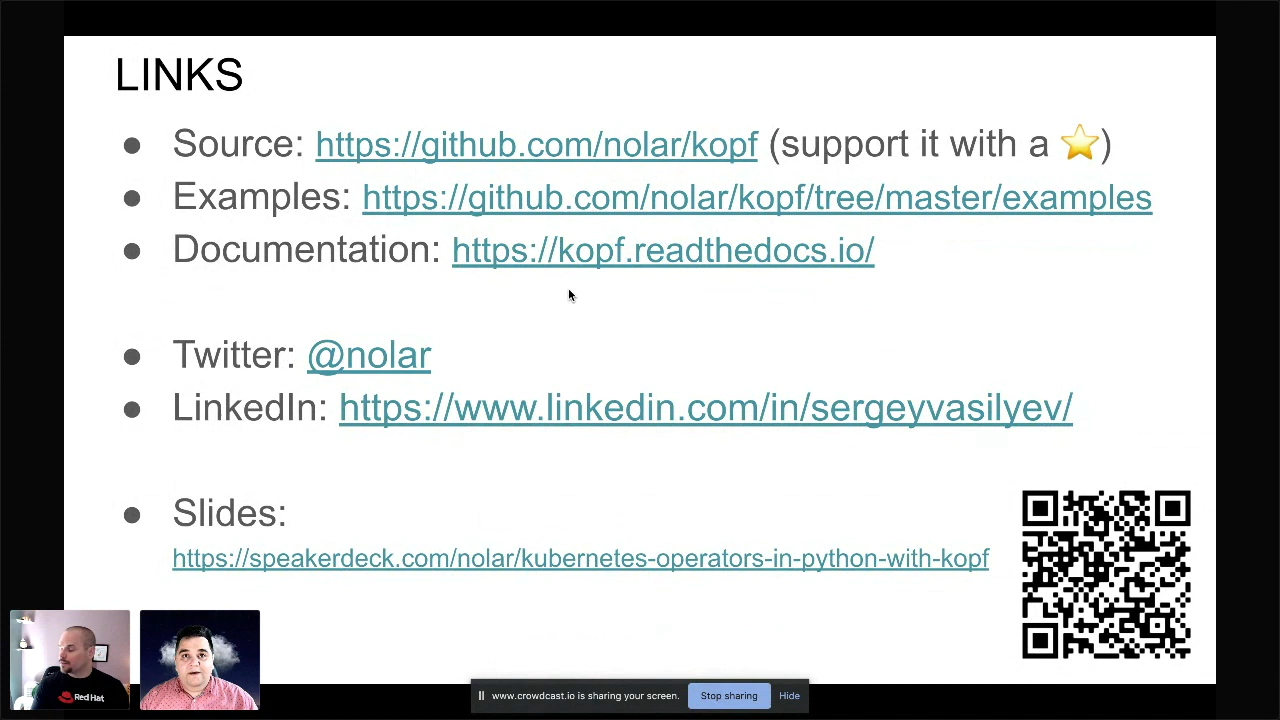 LINKS
● Source: https://github.com/nolar/kopf (support it with a ⭐)
● Examples: https://github.com/nolar/kopf/tree/master/examples
● Documentation: https://kopf.readthedocs.io/
● Twitter: @nolar
● LinkedIn: https://www.linkedin.com/in/sergeyvasilyev/
● Slides:
https://speakerdeck.com/nolar/kubernetes-operators-in-python-with-kopf
Red Hat
www.crowdcast.io is sharing your screen. Stop sharing Hide